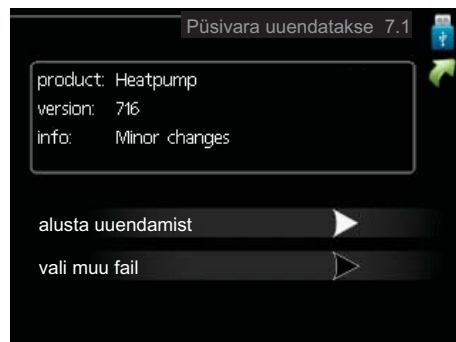 Püsivara uuendatakse 7.1
product: Heatpump
version: 716
info: Minor changes
alusta uuendamist
vali muu fail